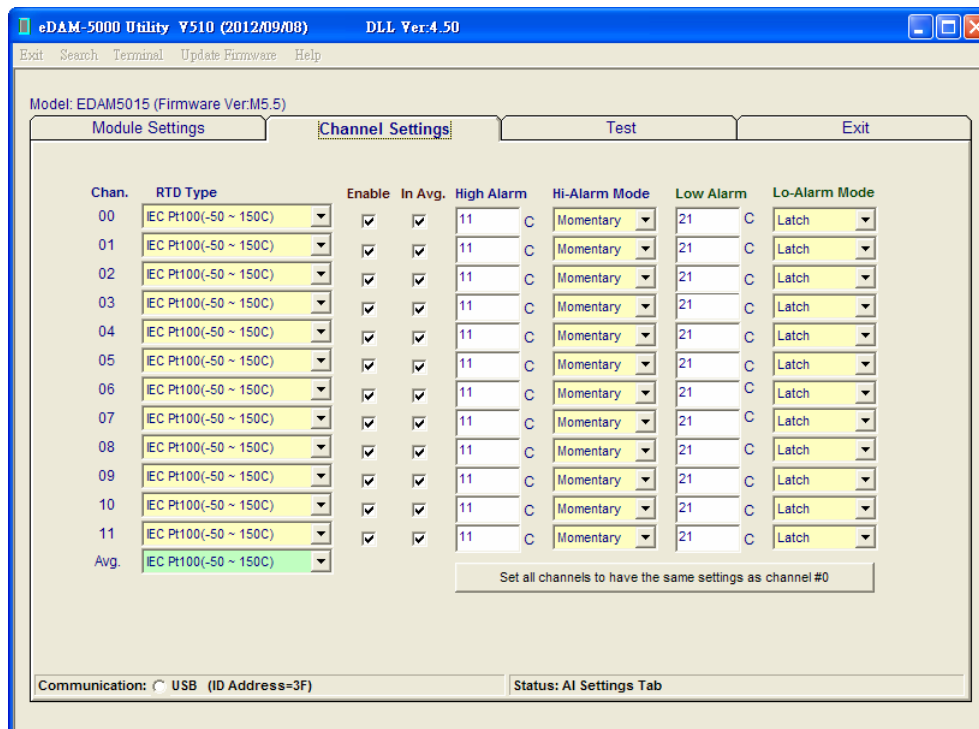 eDAM-5000 Utility V510 (2012/09/08) DLL Ver:4.50
Exit Search Terminal Update Firmware Help
Model: EDAM5015 (Firmware Ver:M5.5)
Module Settings Channel Settings Test Exit
Chan. RTD Type Enable In Avg. High Alarm Hi-Alarm Mode Low Alarm Lo-Alarm Mode
00 IEC Pt100(-50 ~ 150C) 11 C Momentary 21 C Latch
01 IEC Pt100(-50 ~ 150C) 11 C Momentary 21 C Latch
02 IEC Pt100(-50 ~ 150C) 11 C Momentary 21 C Latch
03 IEC Pt100(-50 ~ 150C) 11 C Momentary 21 C Latch
04 IEC Pt100(-50 ~ 150C) 11 C Momentary 21 C Latch
05 IEC Pt100(-50 ~ 150C) 11 C Momentary 21 C Latch
06 IEC Pt100(-50 ~ 150C) 11 C Momentary 21 C Latch
07 IEC Pt100(-50 ~ 150C) 11 C Momentary 21 C Latch
08 IEC Pt100(-50 ~ 150C) 11 C Momentary 21 C Latch
09 IEC Pt100(-50 ~ 150C) 11 C Momentary 21 C Latch
10 IEC Pt100(-50 ~ 150C) 11 C Momentary 21 C Latch
11 IEC Pt100(-50 ~ 150C) 11 C Momentary 21 C Latch
Avg. IEC Pt100(-50 ~ 150C)
Set all channels to have the same settings as channel #0
Communication: USB (ID Address=3F) Status: AI Settings Tab